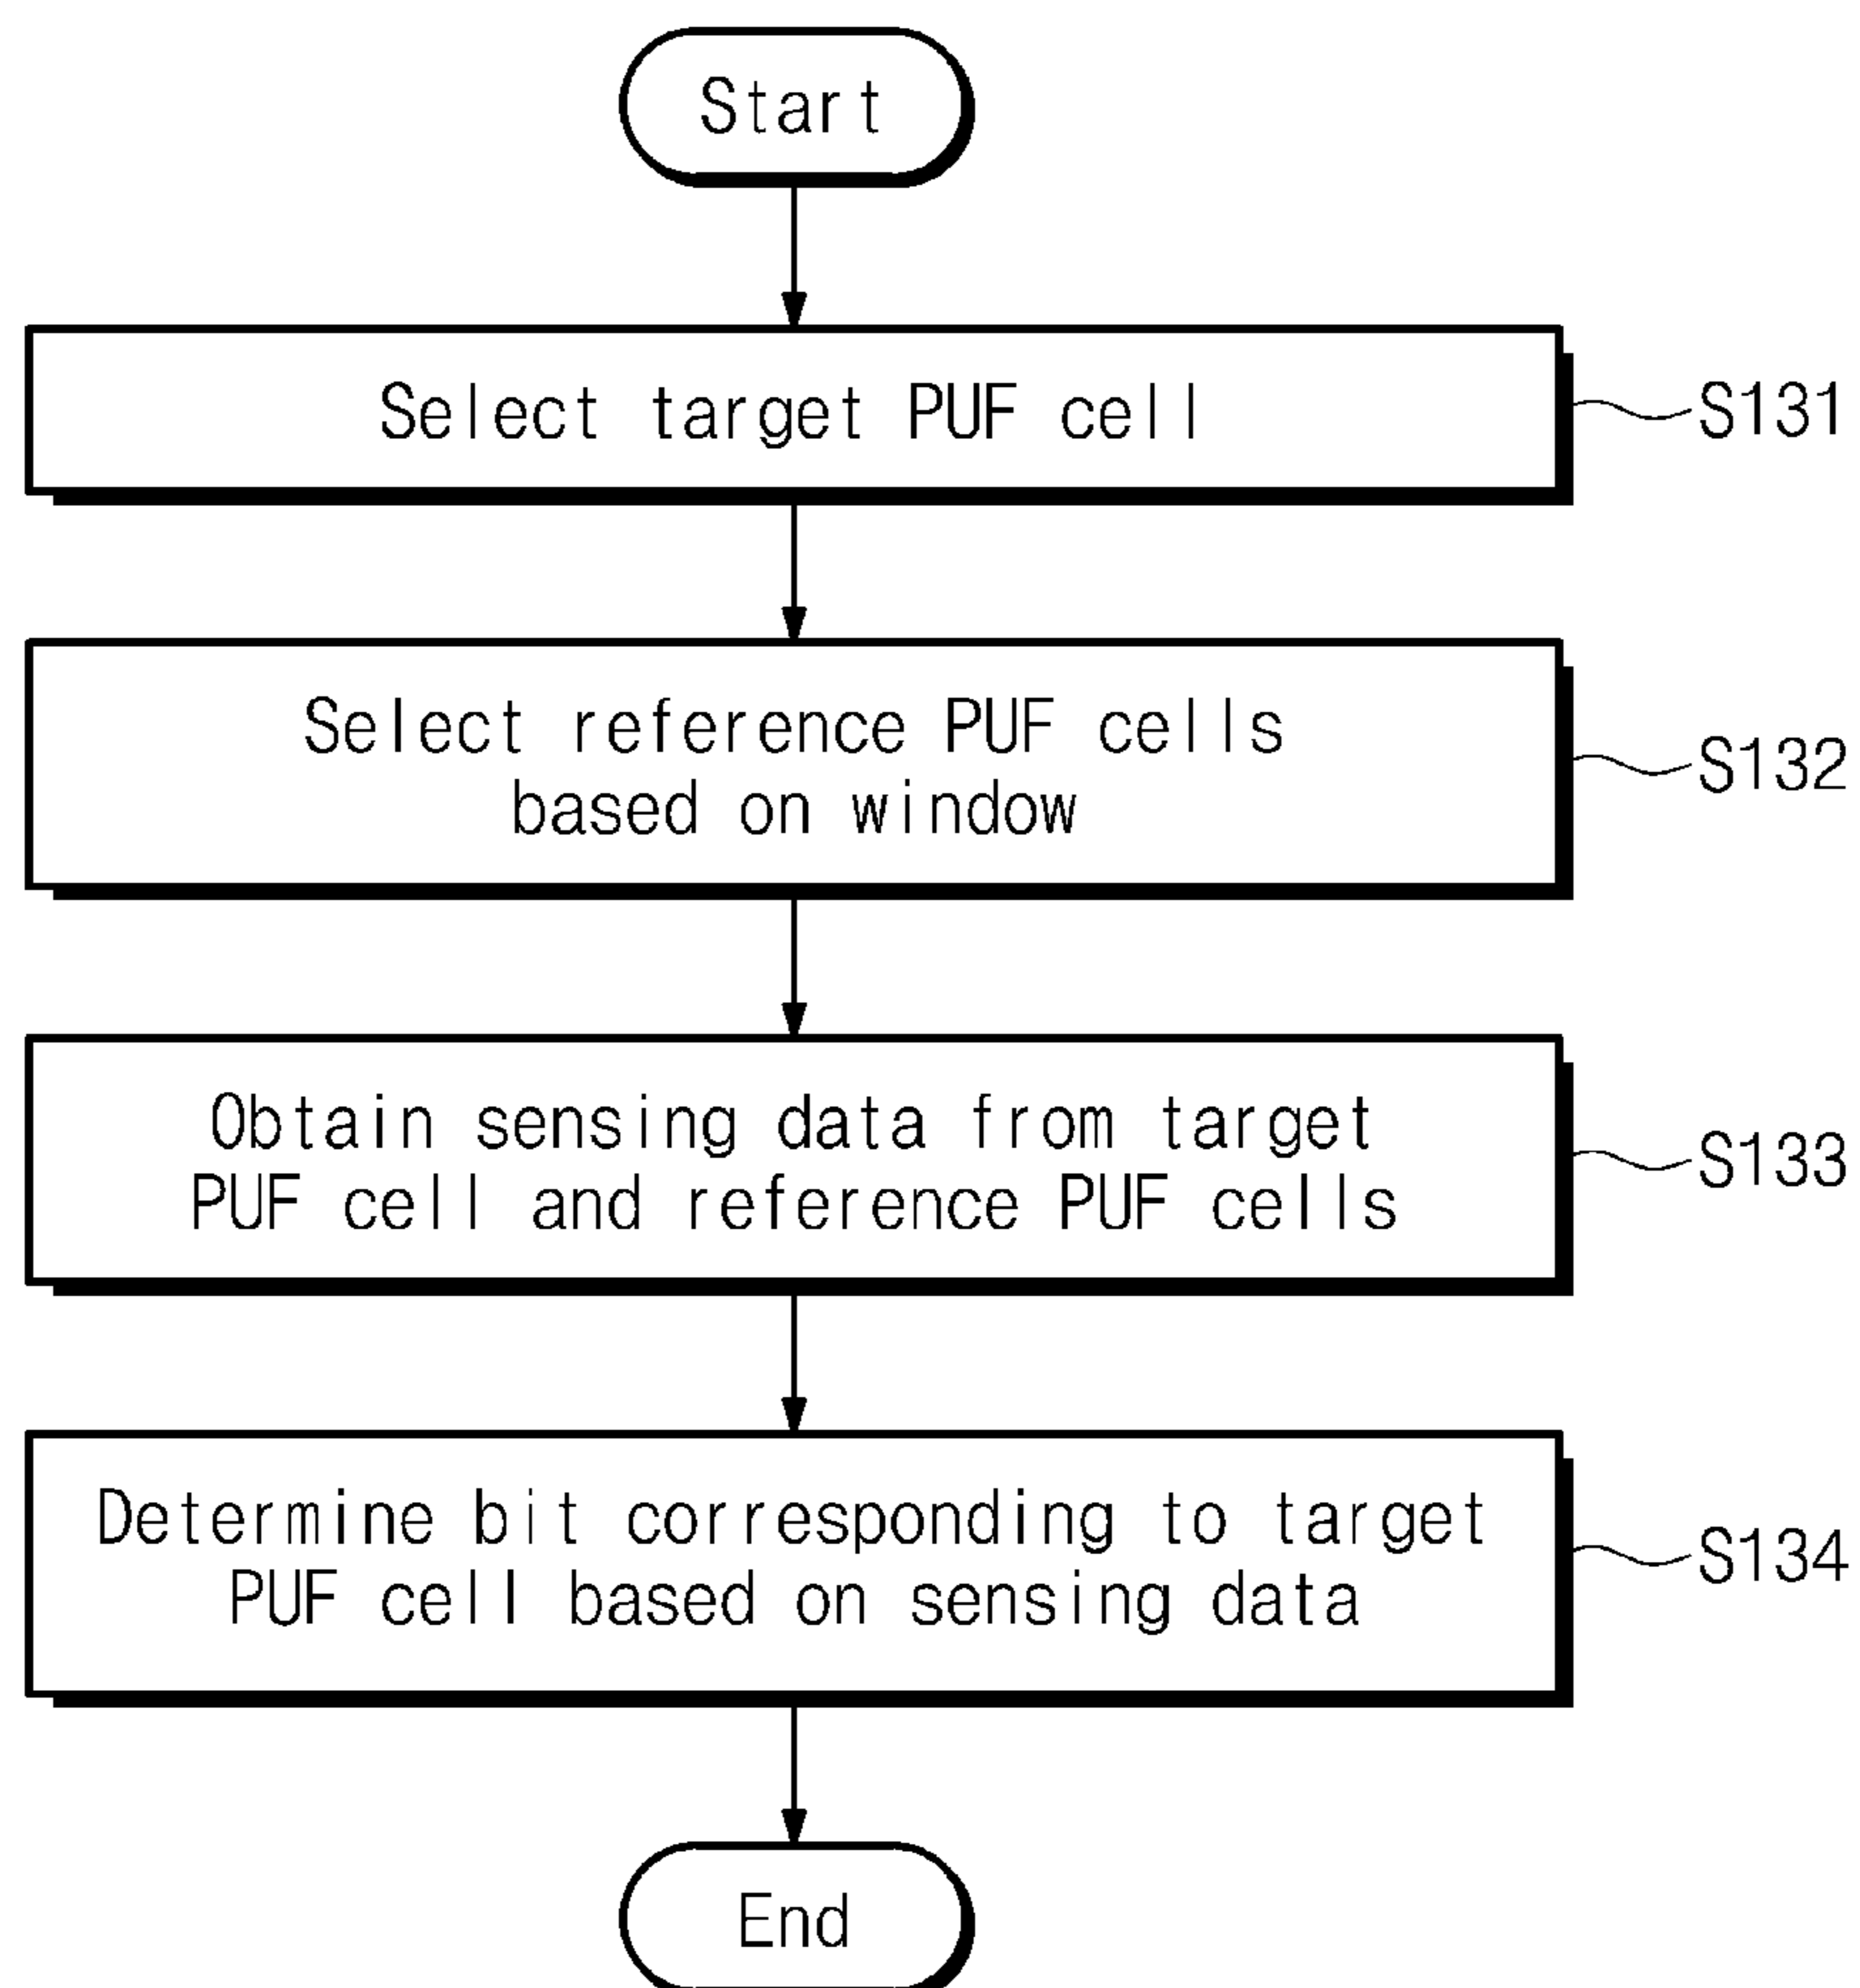 Start
Select target PUF cell
S131
Select reference PUF cells
based on window
S132
Obtain sensing data from target
PUF cell and reference PUF cells
S133
Determine bit corresponding to target
PUF cell based on sensing data
S134
End